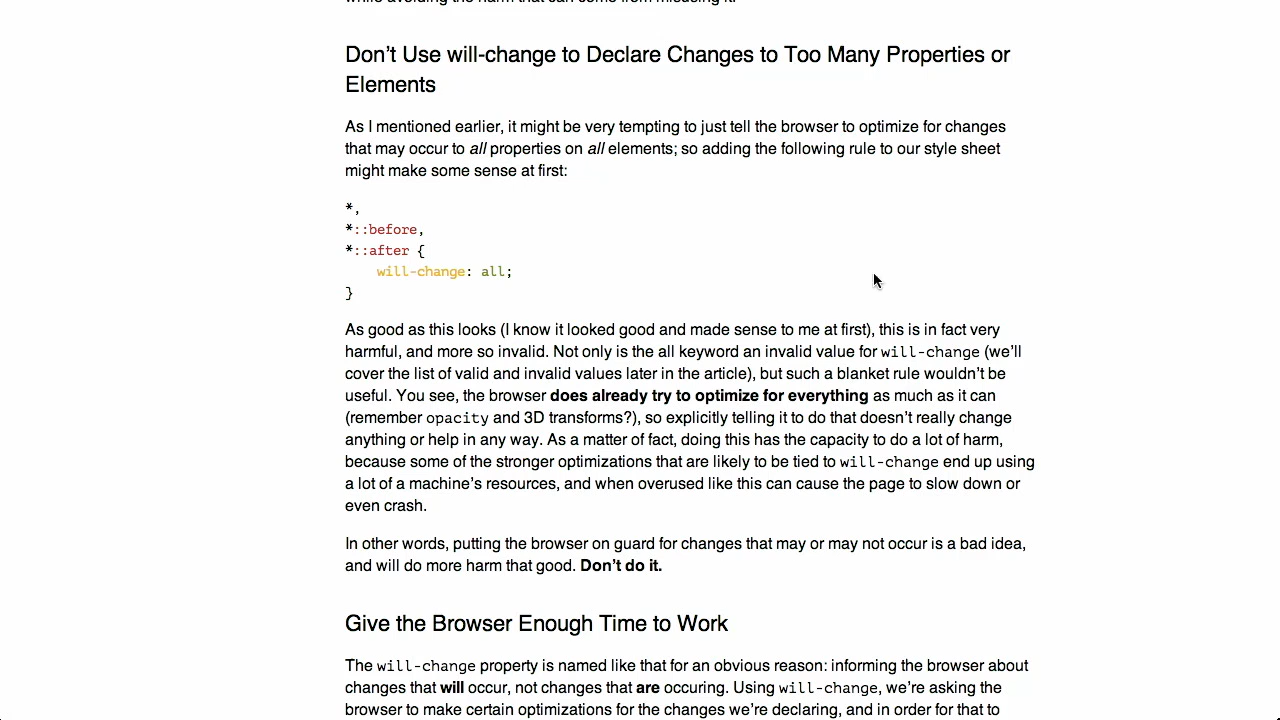 while avoiding the harm that can come from misusing it.
Don’t Use will-change to Declare Changes to Too Many Properties or
Elements
As I mentioned earlier, it might be very tempting to just tell the browser to optimize for changes
that may occur to all properties on all elements; so adding the following rule to our style sheet
might make some sense at first:
*,
*::before,
*::after {
    will-change: all;
}
As good as this looks (I know it looked good and made sense to me at first), this is in fact very
harmful, and more so invalid. Not only is the all keyword an invalid value for will-change (we’ll
cover the list of valid and invalid values later in the article), but such a blanket rule wouldn’t be
useful. You see, the browser does already try to optimize for everything as much as it can
(remember opacity and 3D transforms?), so explicitly telling it to do that doesn’t really change
anything or help in any way. As a matter of fact, doing this has the capacity to do a lot of harm,
because some of the stronger optimizations that are likely to be tied to will-change end up using
a lot of a machine’s resources, and when overused like this can cause the page to slow down or
even crash.
In other words, putting the browser on guard for changes that may or may not occur is a bad idea,
and will do more harm that good. Don’t do it.
Give the Browser Enough Time to Work
The will-change property is named like that for an obvious reason: informing the browser about
changes that will occur, not changes that are occuring. Using will-change, we’re asking the
browser to make certain optimizations for the changes we’re declaring, and in order for that to